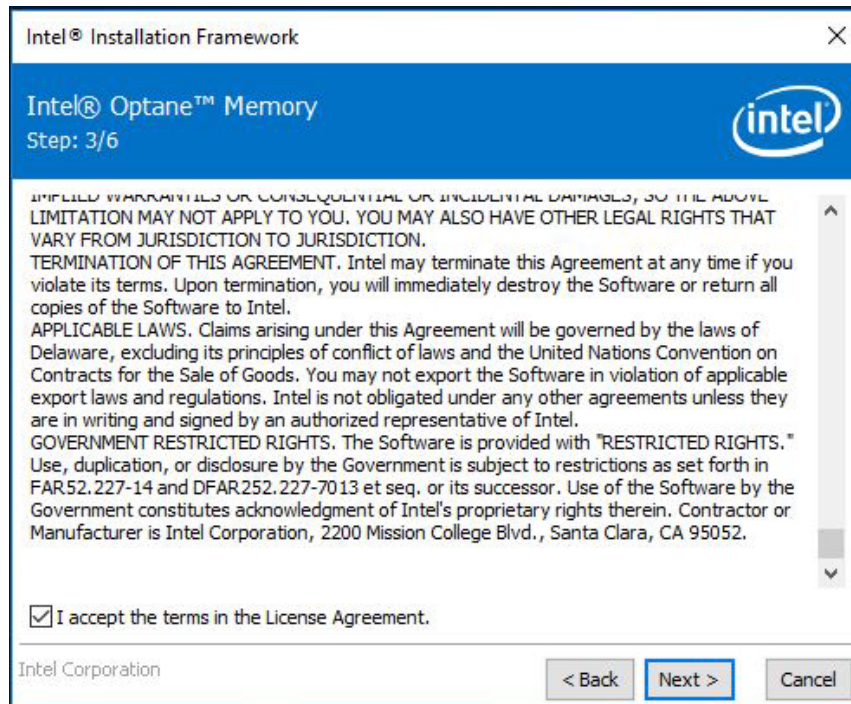 Intel® Installation Framework
Intel® Optane™ Memory
Step: 3/6
intel
IMPLIED WARRANTIES OR CONSEQUENTIAL OR INCIDENTAL DAMAGES, SO THE ABOVE
LIMITATION MAY NOT APPLY TO YOU. YOU MAY ALSO HAVE OTHER LEGAL RIGHTS THAT
VARY FROM JURISDICTION TO JURISDICTION.
TERMINATION OF THIS AGREEMENT. Intel may terminate this Agreement at any time if you
violate its terms. Upon termination, you will immediately destroy the Software or return all
copies of the Software to Intel.
APPLICABLE LAWS. Claims arising under this Agreement will be governed by the laws of
Delaware, excluding its principles of conflict of laws and the United Nations Convention on
Contracts for the Sale of Goods. You may not export the Software in violation of applicable
export laws and regulations. Intel is not obligated under any other agreements unless they
are in writing and signed by an authorized representative of Intel.
GOVERNMENT RESTRICTED RIGHTS. The Software is provided with "RESTRICTED RIGHTS."
Use, duplication, or disclosure by the Government is subject to restrictions as set forth in
FAR52.227-14 and DFAR252.227-7013 et seq. or its successor. Use of the Software by the
Government constitutes acknowledgment of Intel's proprietary rights therein. Contractor or
Manufacturer is Intel Corporation, 2200 Mission College Blvd., Santa Clara, CA 95052.
I accept the terms in the License Agreement.
Intel Corporation
< Back Next > Cancel